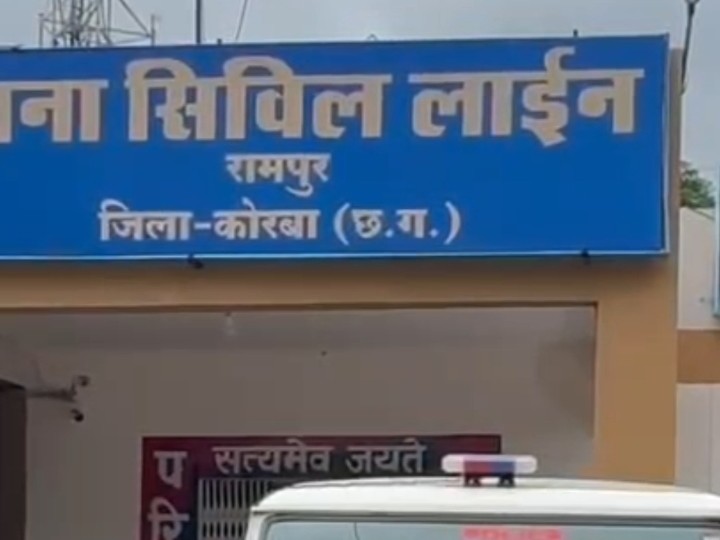 ाना सिविल लाईन
रामपुर
जिला-कोरबा (छ.ग.)
सत्यमेव जयते
प
रि